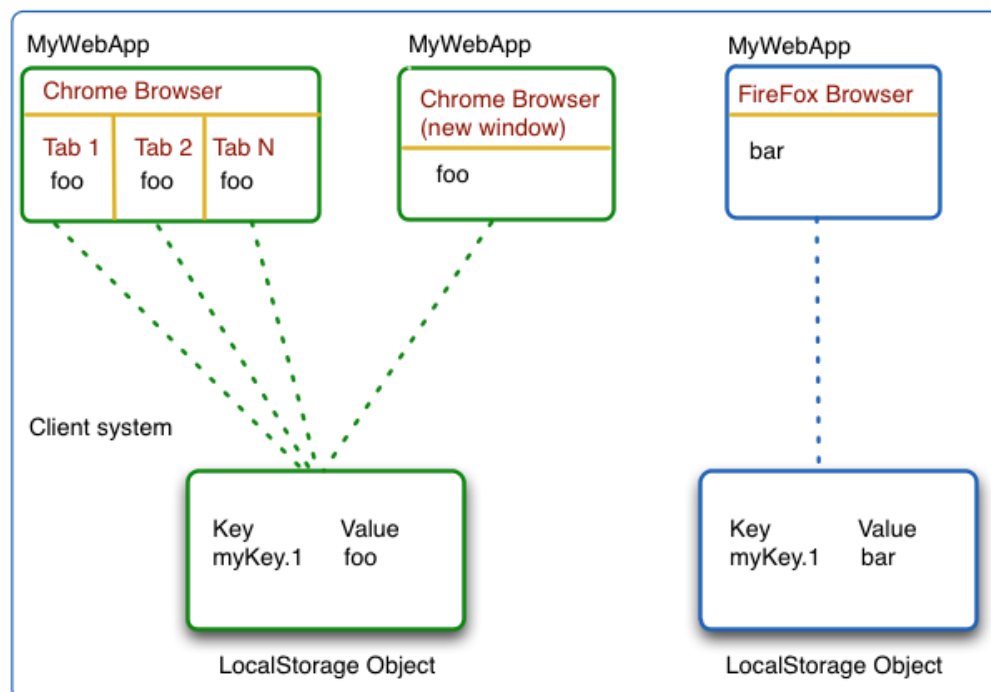 MyWebApp
Chrome Browser
Tab 1
Tab 2
Tab N
foo
foo
foo
MyWebApp
Chrome Browser
(new window)
foo
MyWebApp
FireFox Browser
bar
Client system
Key Value
myKey.1 foo
LocalStorage Object
Key Value
myKey.1 bar
LocalStorage Object